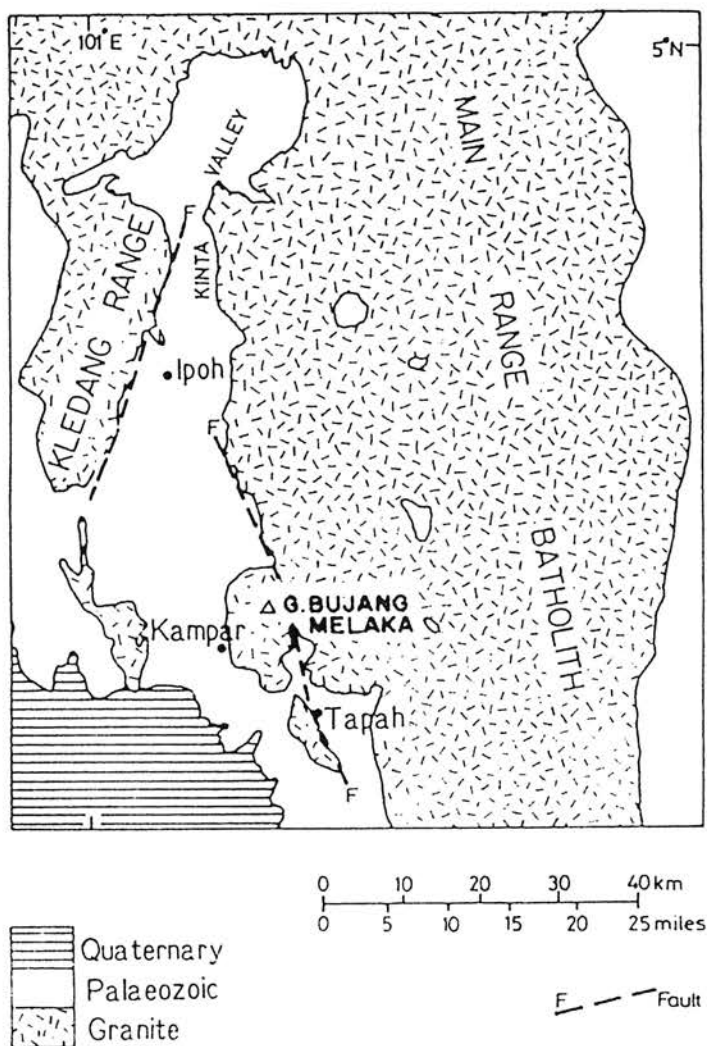 101°E
5°N
MAIN
VALLEY
F
KINTA
KLEDANG RANGE
RANGE
Ipoh
F
BATHOLITH
G.BUJANG
MELAKA
Kampar
Tapah
F
0 10 20 30 40 km
0 5 10 15 20 25 miles
Quaternary
Palaeozoic
Granite
F Fault